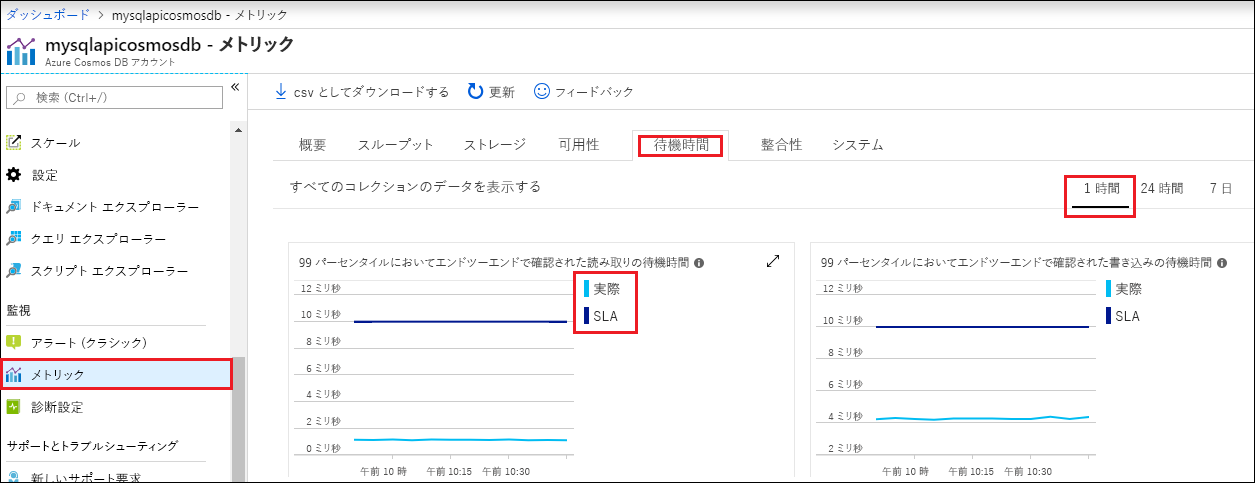 ダッシュボード > mysqlapicosmosdb - メトリック
mysqlapicosmosdb - メトリック
Azure Cosmos DB アカウント
検索 (Ctrl+/)
スケール
設定
ドキュメント エクスプローラー
クエリ エクスプローラー
スクリプト エクスプローラー
監視
アラート (クラシック)
メトリック
診断設定
サポートとトラブルシューティング
新しいサポート要求
csv としてダウンロードする 更新 フィードバック
概要 スループット ストレージ 可用性 待機時間 整合性 システム
すべてのコレクションのデータを表示する 1 時間 24 時間 7 日
99 パーセンタイルにおいてエンドツーエンドで確認された読み取りの待機時間
12 ミリ秒
10 ミリ秒
8 ミリ秒
6 ミリ秒
4 ミリ秒
2 ミリ秒
0 ミリ秒
午前 10 時 午前 10:15 午前 10:30
実際
SLA
99 パーセンタイルにおいてエンドツーエンドで確認された書き込みの待機時間
12 ミリ秒
10 ミリ秒
8 ミリ秒
6 ミリ秒
4 ミリ秒
2 ミリ秒
午前 10 時 午前 10:15 午前 10:30
実際
SLA